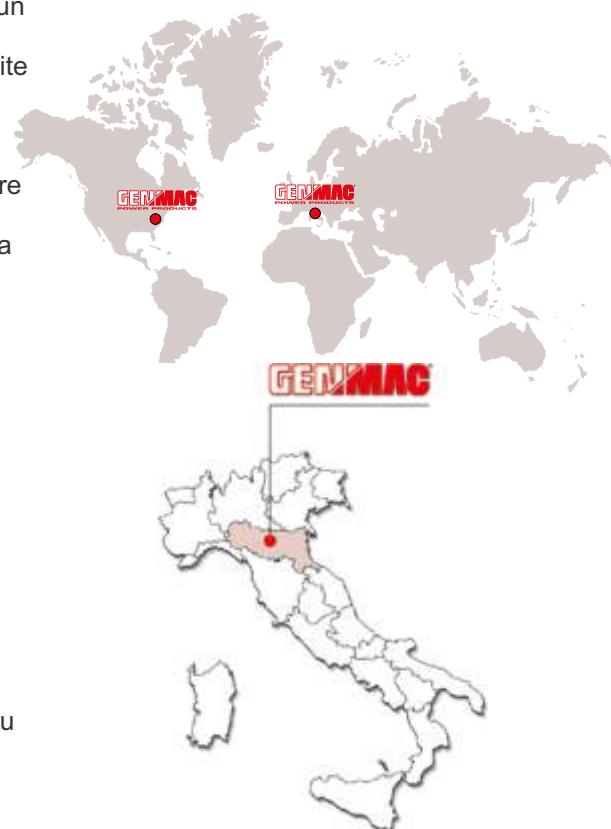 un
ite
re
GENMAC
POWER PRODUCTS
GENMAC
POWER PRODUCTS
a
GENMAC
u